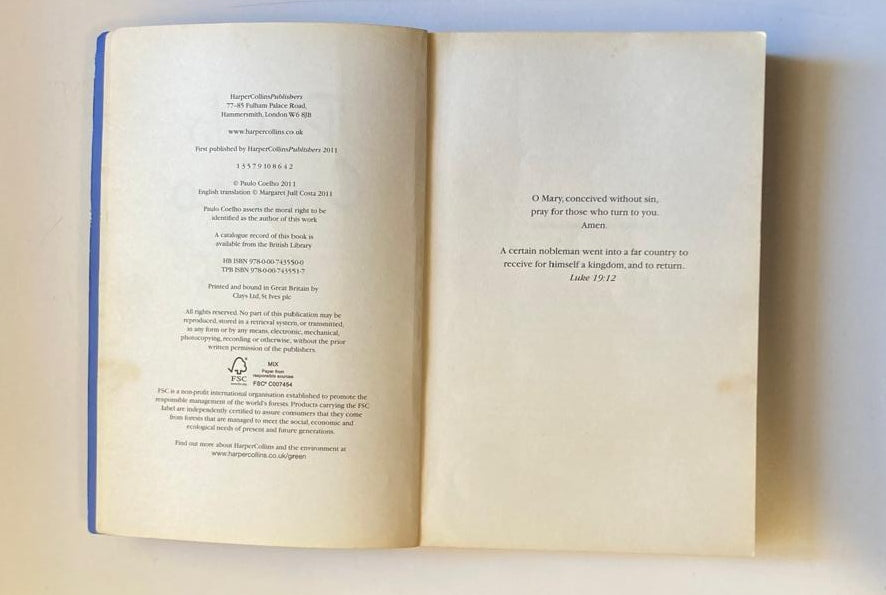 HarperCollinsPublishers
77–85 Fulham Palace Road,
Hammersmith, London W6 8JB
www.harpercollins.co.uk
First published by HarperCollinsPublishers 2011
1 3 5 7 9 10 8 6 4 2
© Paulo Coelho 2011
English translation © Margaret Jull Costa 2011
Paulo Coelho asserts the moral right to be
identified as the author of this work
A catalogue record of this book is
available from the British Library
HB ISBN 978-0-00-743550-0
TPB ISBN 978-0-00-743551-7
Printed and bound in Great Britain by
Clays Ltd, St Ives plc
All rights reserved. No part of this publication may be
reproduced, stored in a retrieval system, or transmitted,
in any form or by any means, electronic, mechanical,
photocopying, recording or otherwise, without the prior
written permission of the publishers.
FSC
MIX
Paper from
responsible sources
FSC® C007454
FSC is a non-profit international organisation established to promote the
responsible management of the world's forests. Products carrying the FSC
label are independently certified to assure consumers that they come
from forests that are managed to meet the social, economic and
ecological needs of present and future generations.
Find out more about HarperCollins and the environment at
www.harpercollins.co.uk/green
O Mary, conceived without sin,
pray for those who turn to you.
Amen.
A certain nobleman went into a far country to
receive for himself a kingdom, and to return.
Luke 19:12